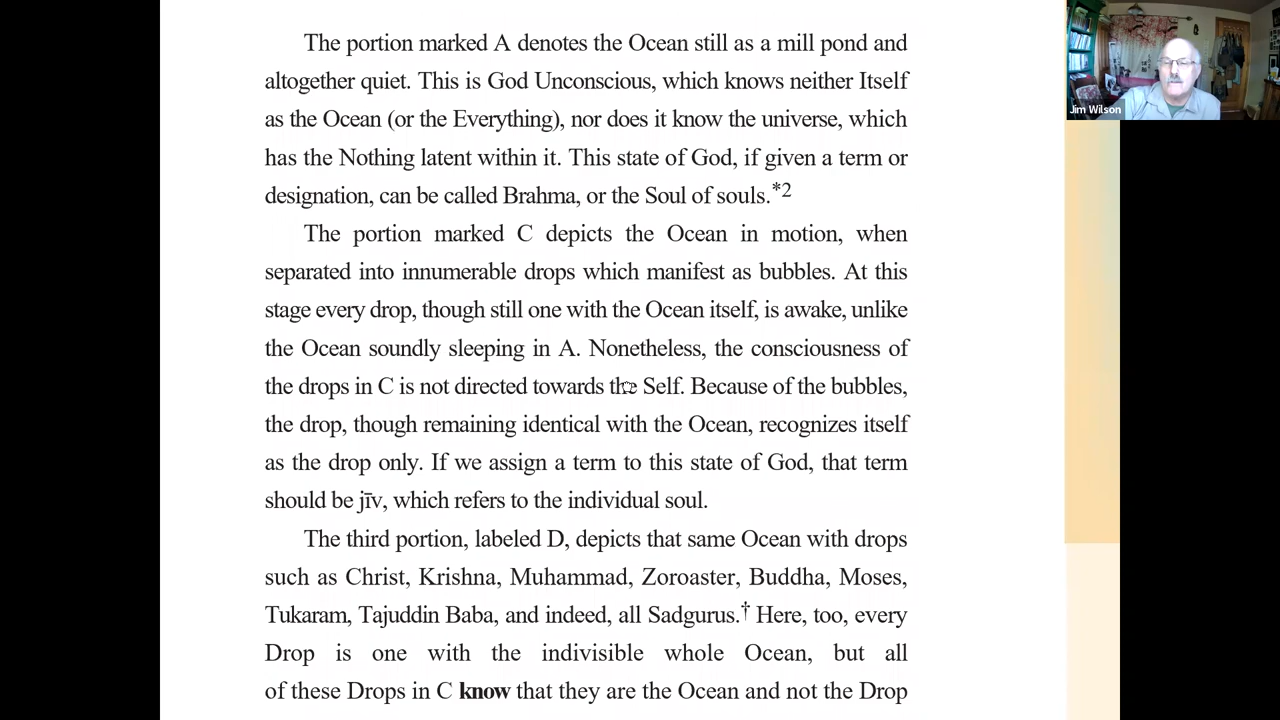 The portion marked A denotes the Ocean still as a mill pond and
altogether quiet. This is God Unconscious, which knows neither Itself
as the Ocean (or the Everything), nor does it know the universe, which
has the Nothing latent within it. This state of God, if given a term or
designation, can be called Brahma, or the Soul of souls.*2
The portion marked C depicts the Ocean in motion, when
separated into innumerable drops which manifest as bubbles. At this
stage every drop, though still one with the Ocean itself, is awake, unlike
the Ocean soundly sleeping in A. Nonetheless, the consciousness of
the drops in C is not directed towards the Self. Because of the bubbles,
the drop, though remaining identical with the Ocean, recognizes itself
as the drop only. If we assign a term to this state of God, that term
should be jīv, which refers to the individual soul.
The third portion, labeled D, depicts that same Ocean with drops
such as Christ, Krishna, Muhammad, Zoroaster, Buddha, Moses,
Tukaram, Tajuddin Baba, and indeed, all Sadgurus.† Here, too, every
Drop is one with the indivisible whole Ocean, but all
of these Drops in C know that they are the Ocean and not the Drop
Jim Wilson